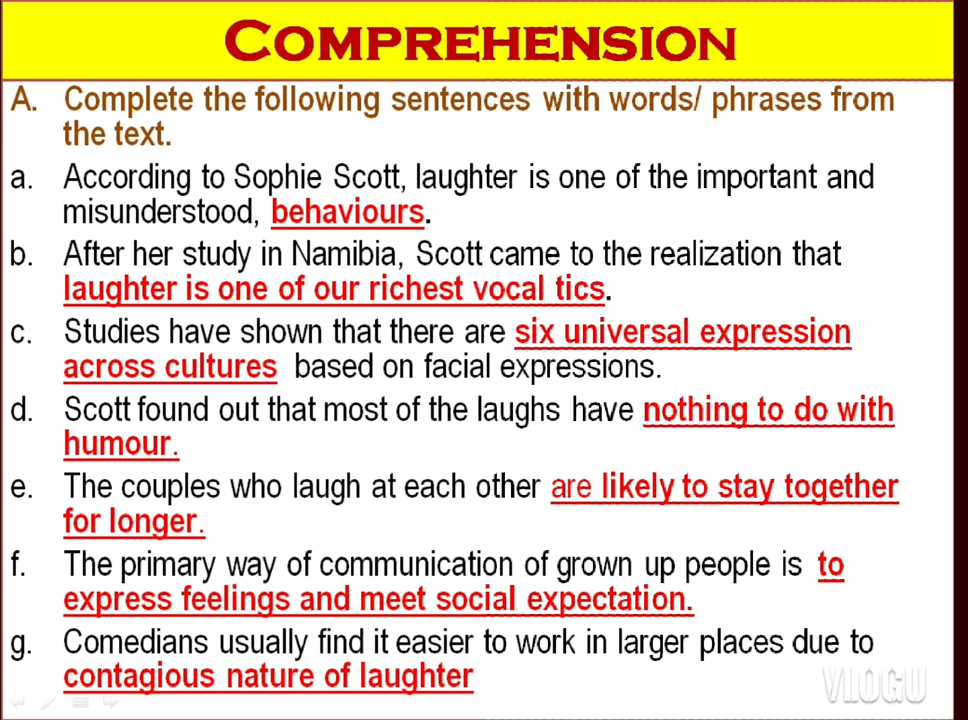 COMPREHENSION
A. Complete the following sentences with words/ phrases from
the text.
a. According to Sophie Scott, laughter is one of the important and
misunderstood, behaviours.
b. After her study in Namibia, Scott came to the realization that
laughter is one of our richest vocal tics.
c. Studies have shown that there are six universal expression
across cultures based on facial expressions.
d. Scott found out that most of the laughs have nothing to do with
humour.
e. The couples who laugh at each other are likely to stay together
for longer.
f. The primary way of communication of grown up people is to
express feelings and meet social expectation.
g. Comedians usually find it easier to work in larger places due to
contagious nature of laughter
VLOGU